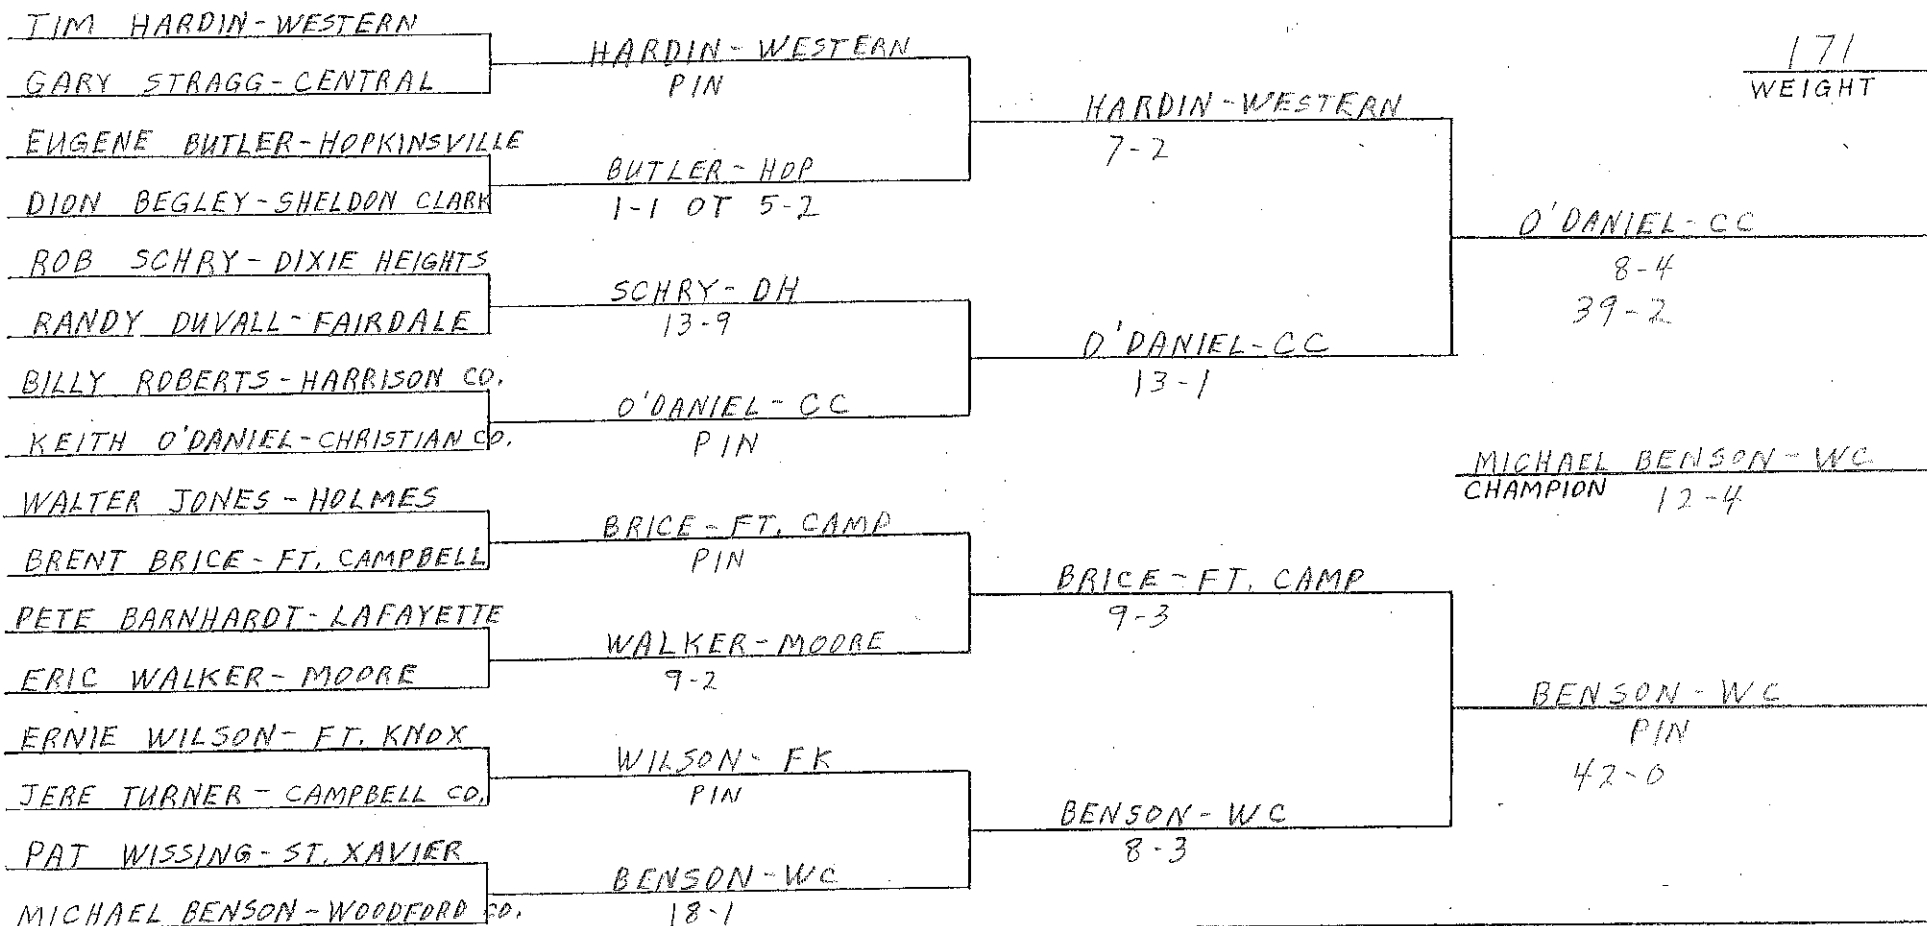 TIM HARDIN-WESTERN
GARY STRAGG-CENTRAL
EUGENE BUTLER-HOPKINSVILLE
DION BEGLEY-SHELDON CLARK
ROB SCHRY-DIXIE HEIGHTS
RANDY DUVALL-FAIRDALE
BILLY ROBERTS-HARRISON CO.
KEITH O'DANIEL-CHRISTIAN CO.
WALTER JONES-HOLMES
BRENT BRICE-FT. CAMPBELL
PETE BARNHARDT-LAFAYETTE
ERIC WALKER-MOORE
ERNIE WILSON-FT. KNOX
JERE TURNER-CAMPBELL CO.
PAT WISSING-ST. XAVIER
MICHAEL BENSON-WOODFORD CO.
HARDIN-WESTERN
PIN
BUTLER-HOP
1-1 OT 5-2
SCHRY-DH
13-9
O'DANIEL-CC
PIN
BRICE-FT. CAMP
PIN
WALKER-MOORE
9-2
WILSON-FK
PIN
BENSON-WC
18-1
HARDIN-WESTERN
7-2
O'DANIEL-CC
13-1
BRICE-FT. CAMP
9-3
BENSON-WC
8-3
171
WEIGHT
O'DANIEL-CC
8-4
39-2
MICHAEL BENSON-WC
CHAMPION 12-4
BENSON-WC
PIN
42-0